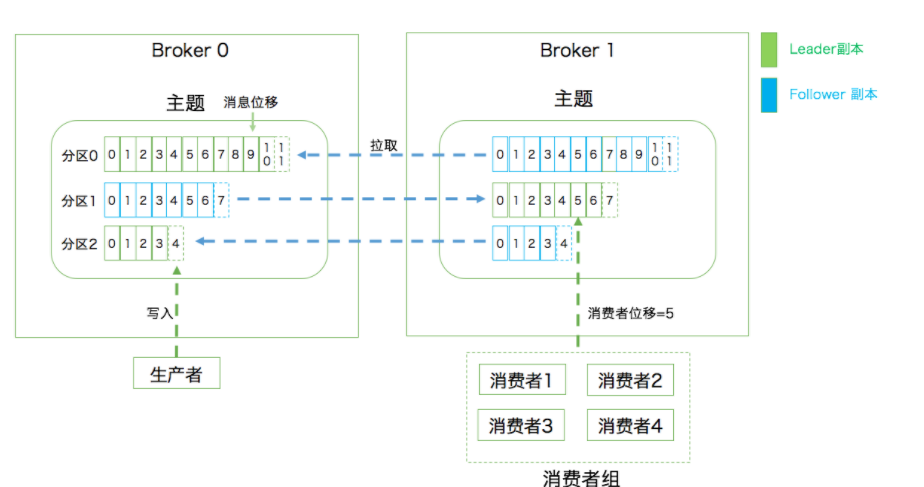 Broker 0
Broker 1
Leader副本
Follower 副本
主题
消息位移
主题
拉取
分区0 0 1 2 3 4 5 6 7 8 9 10 11
0 1 2 3 4 5 6 7 8 9 10 11
分区1 0 1 2 3 4 5 6 7
0 1 2 3 4 5 6 7
分区2 0 1 2 3 4
0 1 2 3 4
写入
消费者位移=5
生产者
消费者1
消费者2
消费者3
消费者4
消费者组